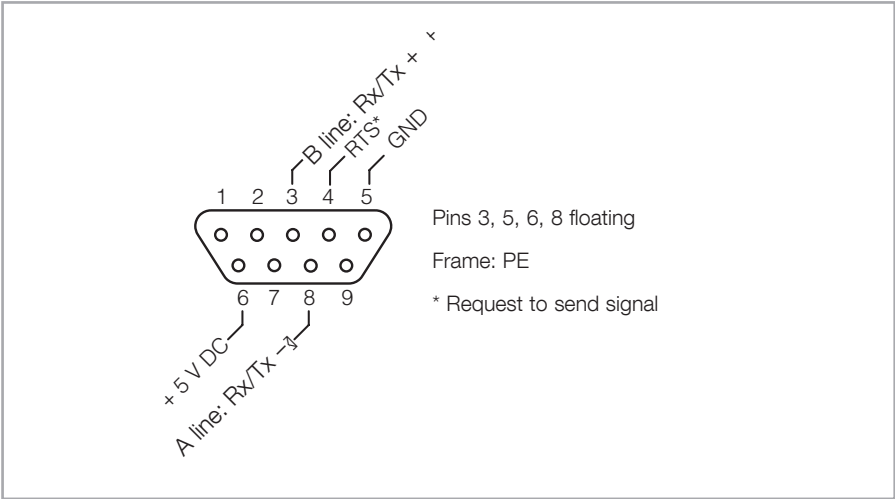 B line: Rx/Tx +
RTS*
GND
1 2 3 4 5
6 7 8 9
+ 5 V DC
A line: Rx/Tx –
Pins 3, 5, 6, 8 floating
Frame: PE
* Request to send signal